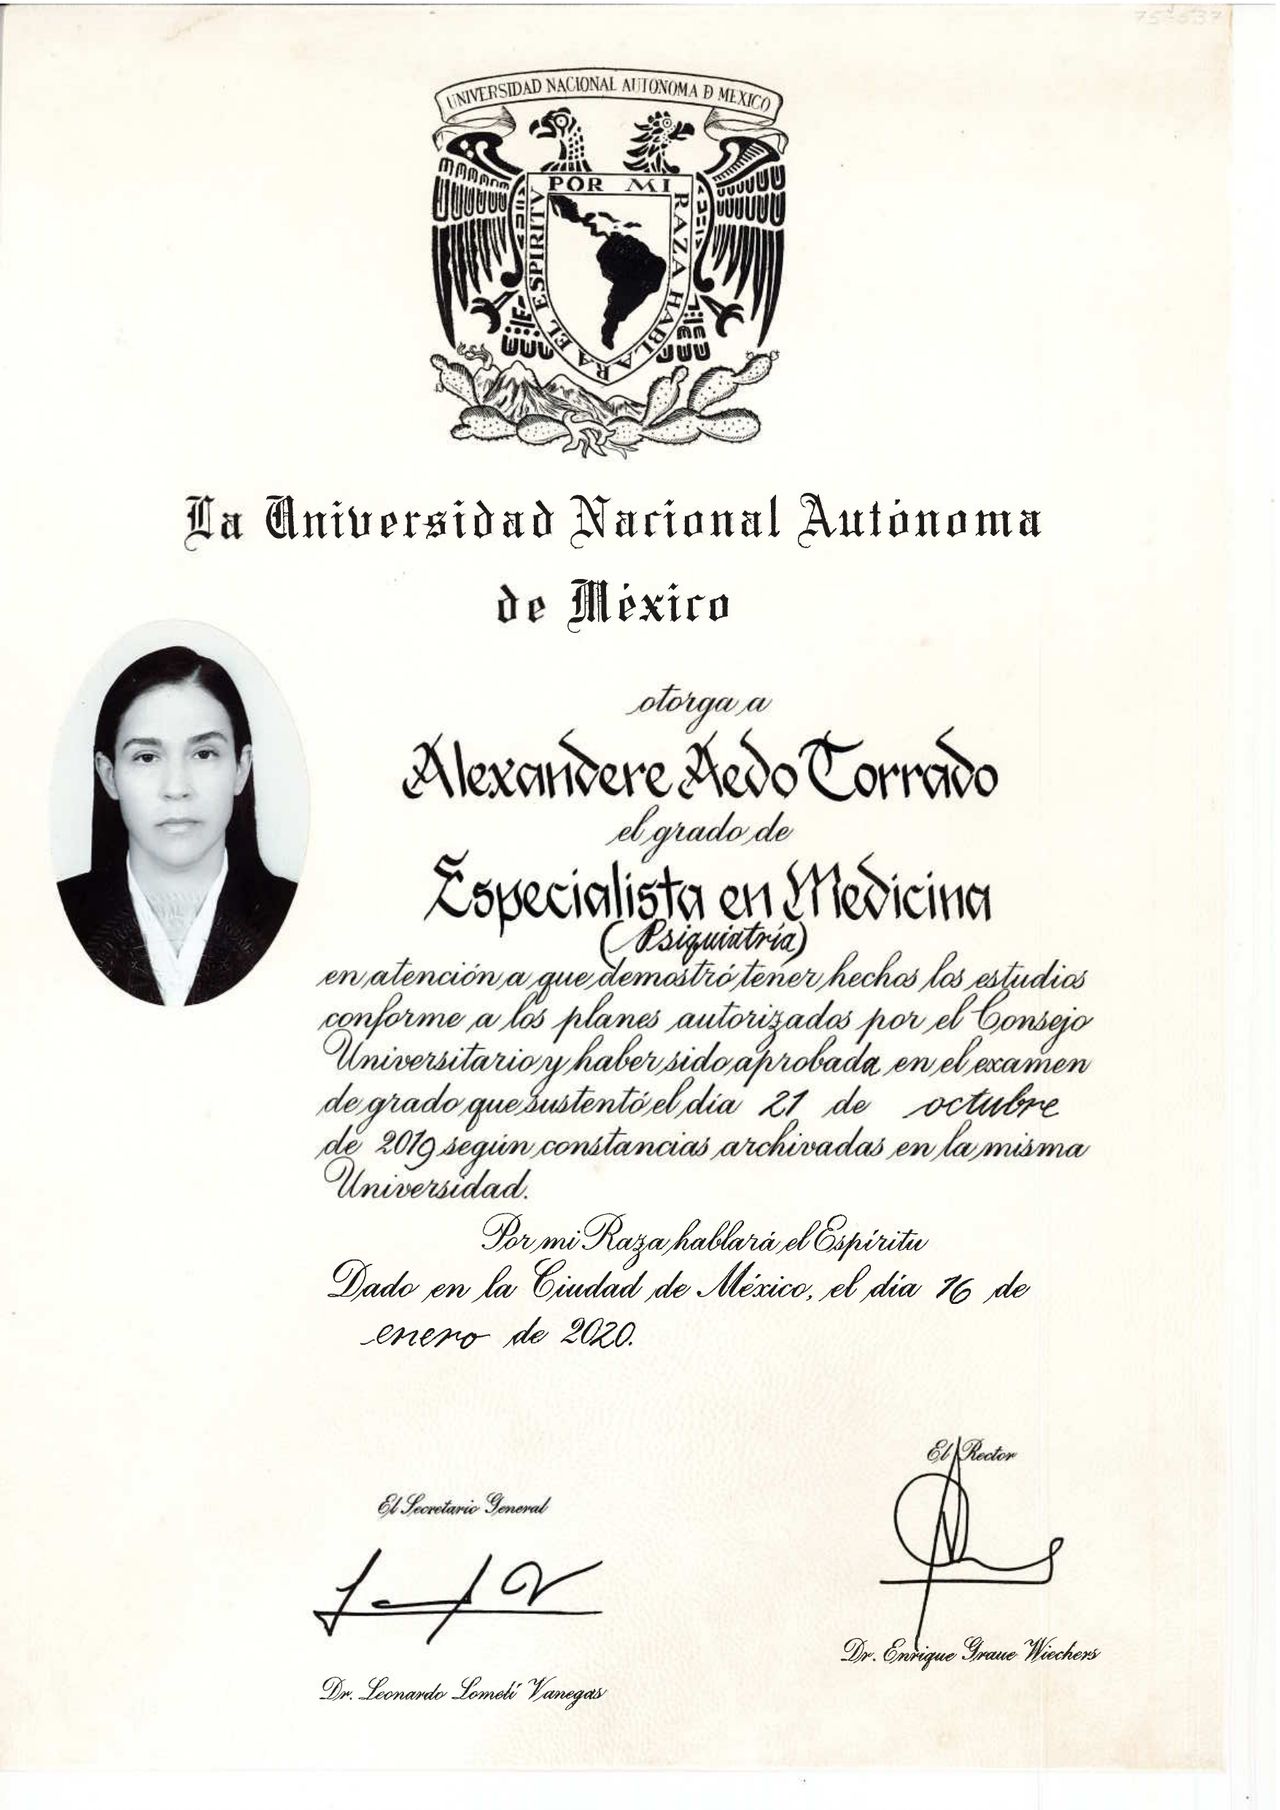 UNIVERSIDAD NACIONAL AUTONOMA D MEXICO
POR MI RAZA HABLARA EL ESPIRITU
La Universidad Nacional Autónoma
de México
otorga a
Alexandere Aedo Torrado
el grado de
Especialista en Medicina
(Psiquiatría)
en atención a que demostró tener hechos los estudios
conforme a los planes autorizados por el Consejo
Universitario y haber sido aprobada en el examen
de grado que sustentó el día 21 de octubre
de 2019 según constancias archivadas en la misma
Universidad.
Por mi Raza hablará el Espíritu
Dado en la Ciudad de México, el día 16 de
enero de 2020.
El Rector
El Secretario General
Dr. Enrique Graue Wiechers
Dr. Leonardo Lomelí Vanegas